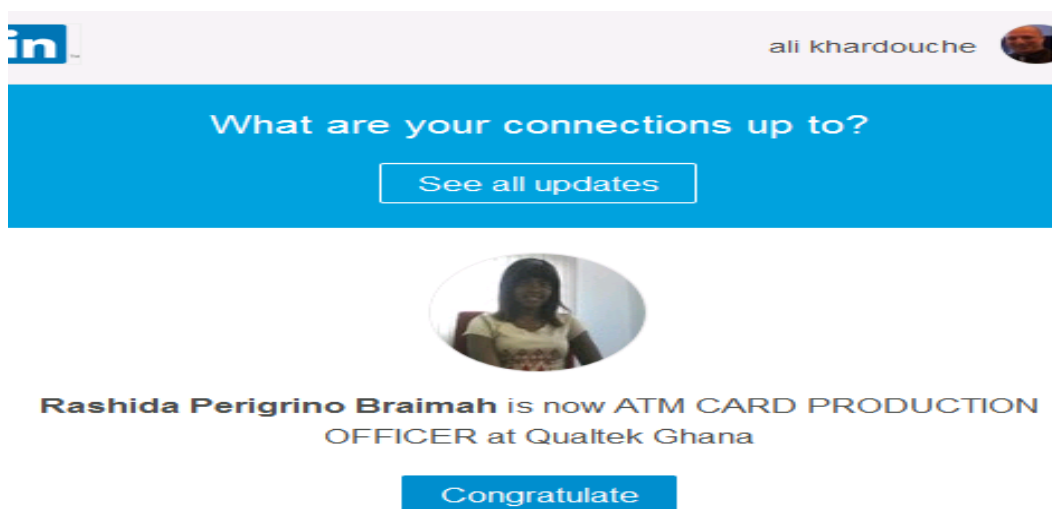 in
ali khardouche
What are your connections up to?
See all updates
Rashida Perigrino Braimah is now ATM CARD PRODUCTION
OFFICER at Qualtek Ghana
Congratulate